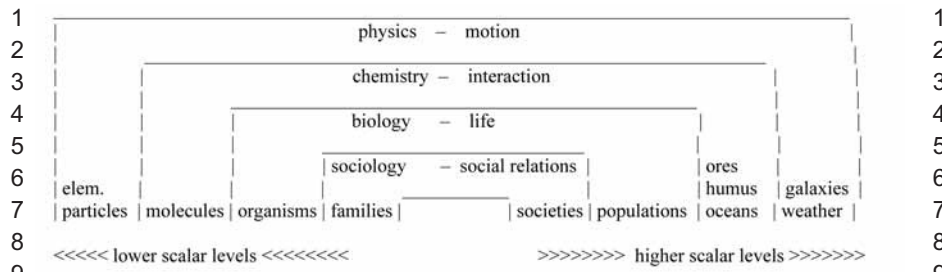 1 1
physics – motion
2 2
3 chemistry – interaction 3
4 4
biology – life
5 5
sociology – social relations ores
6 elem. humus galaxies 6
7 particles molecules organisms families societies populations oceans weather 7
8 8
<<<<< lower scalar levels <<<<<<<< >>>>>>>> higher scalar levels >>>>>>>